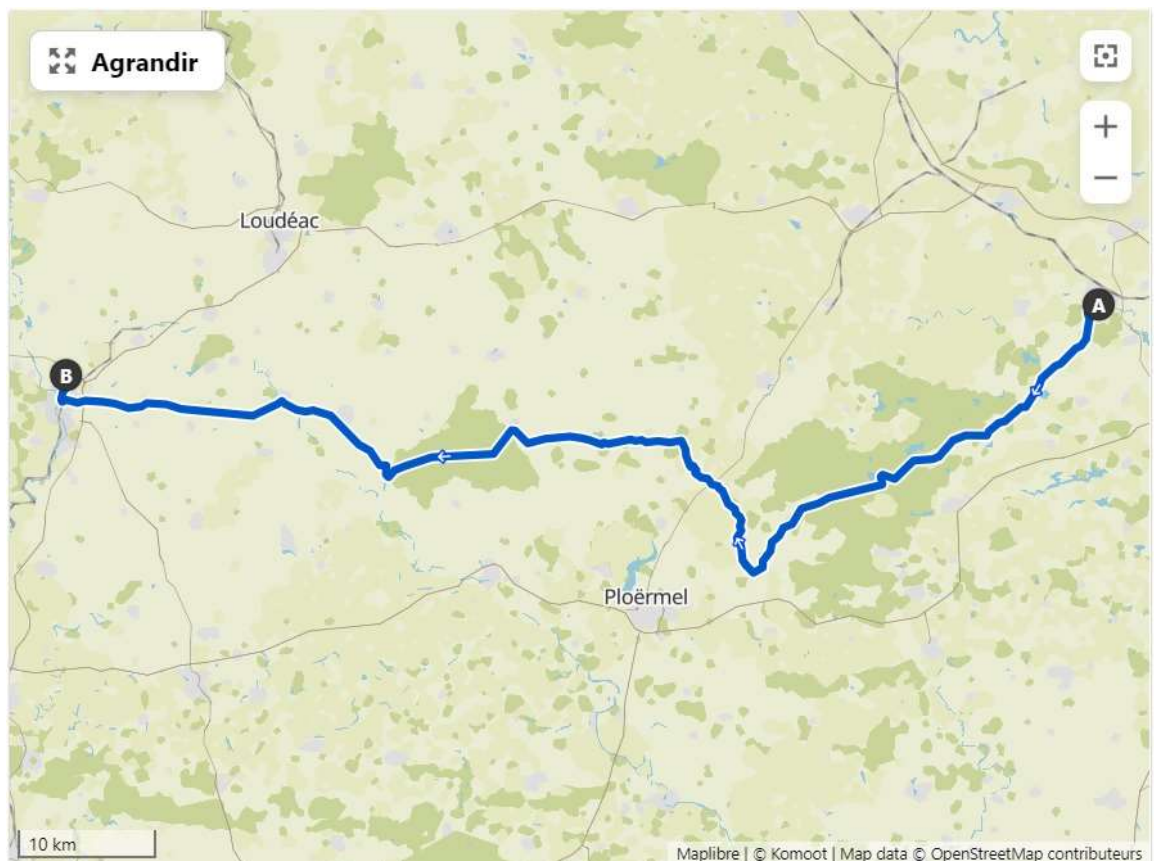 Agrandir
+
−
Loudéac
A
B
Ploërmel
10 km
Maplibre | © Komoot | Map data © OpenStreetMap contributeurs